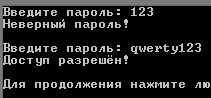 Введите пароль: 123
Неверный пароль!
Введите пароль: qwerty123
Доступ разрешён!
Для продолжения нажмите лю